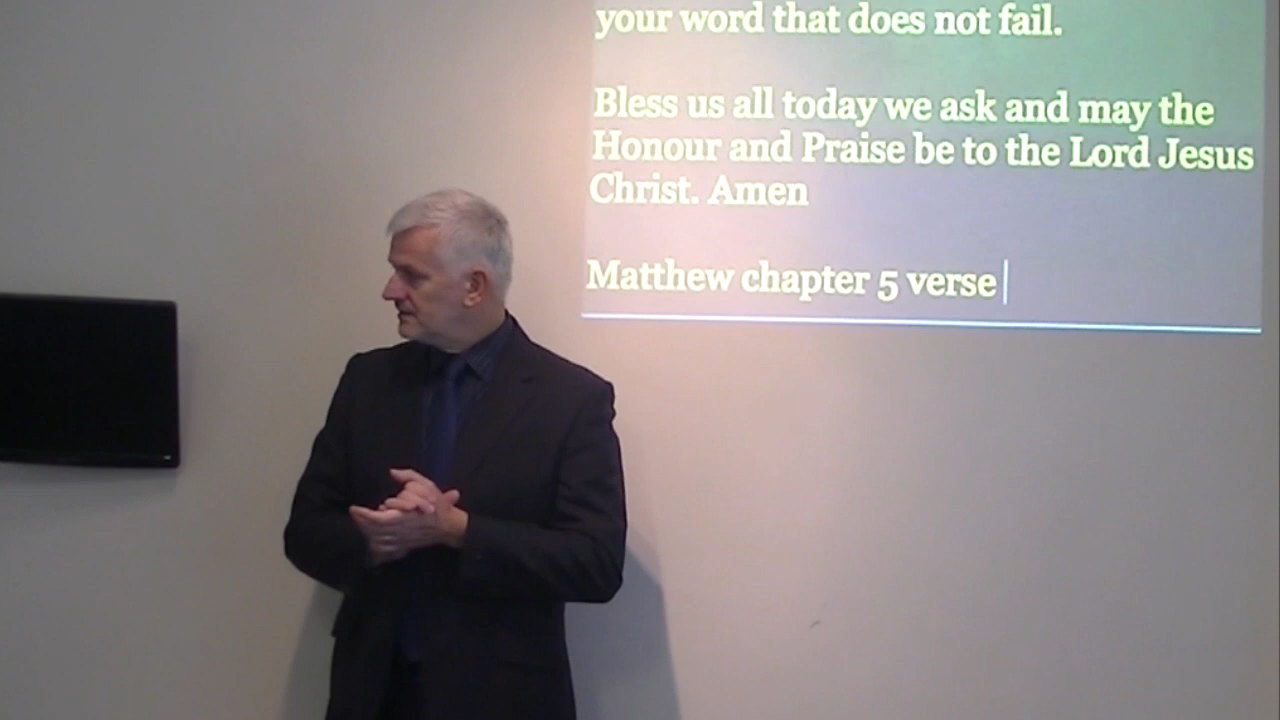 your word that does not fail.
Bless us all today we ask and may the
Honour and Praise be to the Lord Jesus
Christ. Amen
Matthew chapter 5 verse